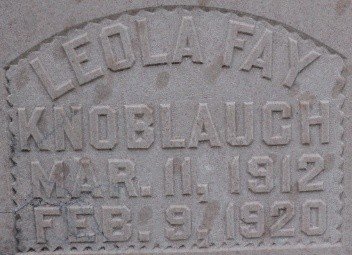 LEOLA FAY
KNOBLAUCH
MAR. 11, 1912
FEB. 9, 1920